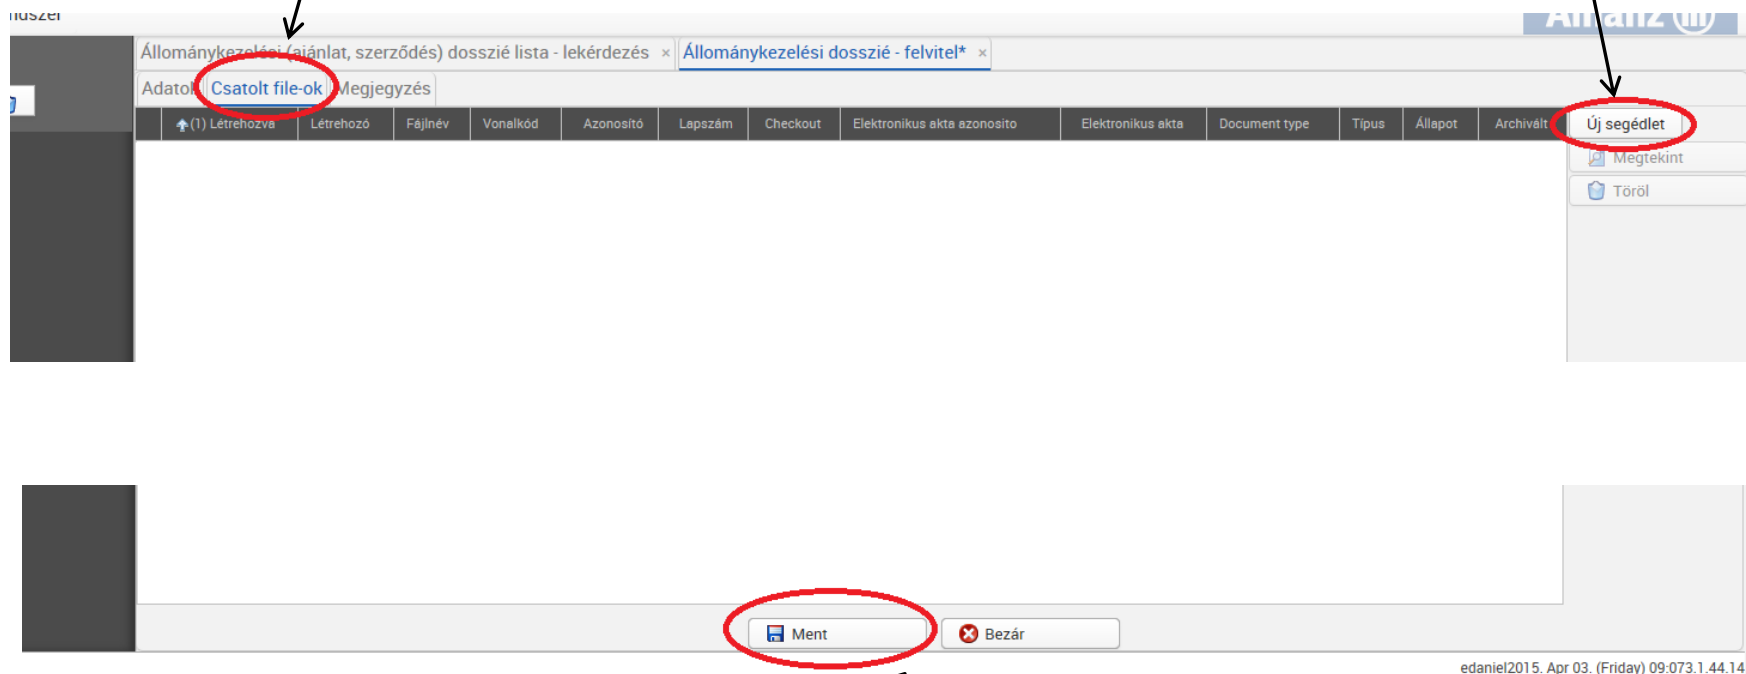 Allianz
Állománykezelési (ajánlat, szerződés) dosszié lista - lekérdezés × Állománykezelési dosszié - felvitel* ×
Adatok Csatolt file-ok Megjegyzés
(1) Létrehozva Létrehozó Fájlnév Vonalkód Azonosító Lapszám Checkout Elektronikus akta azonosito Elektronikus akta Document type Típus Állapot Archivált Új segédlet
Megtekint
Töröl
Ment Bezár
edaniel2015. Apr 03. (Friday) 09:073.1.44.14